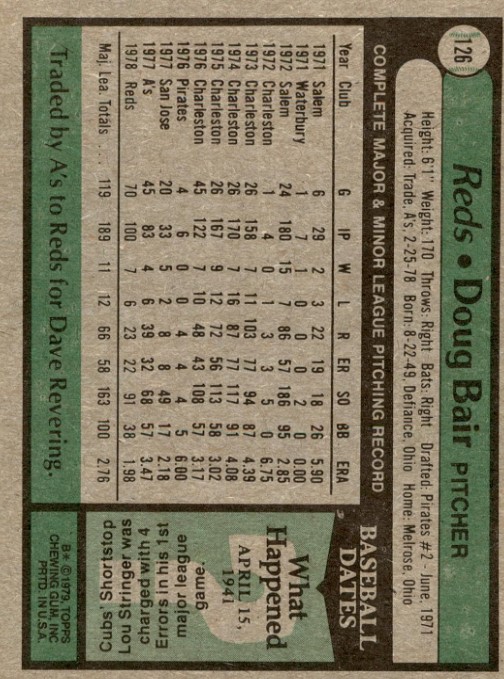 126
Reds • Doug Bair PITCHER
Height: 6'1" Weight: 170 Throws: Right Bats: Right Drafted: Pirates #2 - June, 1971
Acquired: Trade, A's, 2-25-78 Born: 8-22-49, Defiance, Ohio Home: Melrose, Ohio
COMPLETE MAJOR & MINOR LEAGUE PITCHING RECORD
Year Club G IP W L R ER SO BB ERA
1971 Salem 6 29 2 3 22 19 18 26 5.90
1971 Waterbury 1 7 1 0 0 0 2 0 0.00
1972 Salem 24 180 15 7 86 57 186 95 2.85
1972 Charleston 1 4 0 1 3 3 5 0 6.75
1973 Charleston 26 158 7 11 103 77 94 87 4.39
1974 Charleston 26 170 7 16 87 77 117 91 4.08
1975 Charleston 26 167 9 12 72 56 113 58 3.02
1976 Charleston 45 122 7 10 48 43 108 57 3.17
1976 Pirates 4 6 0 0 4 4 4 5 6.00
1977 San Jose 20 33 5 2 8 8 49 17 2.18
1977 A's 45 83 4 6 39 32 68 57 3.47
1978 Reds 70 100 7 6 23 22 91 38 1.98
Maj. Lea. Totals .... 119 189 11 12 66 58 163 100 2.76
Traded by A's to Reds for Dave Revering.
BASEBALL
DATES
What
Happened
APRIL 15,
1941
Cubs' Shortstop
Lou Stringer was
charged with 4
Errors in his 1st
major league
game.
B* © 1979, TOPPS
CHEWING GUM, INC
PRTD. IN U.S.A.